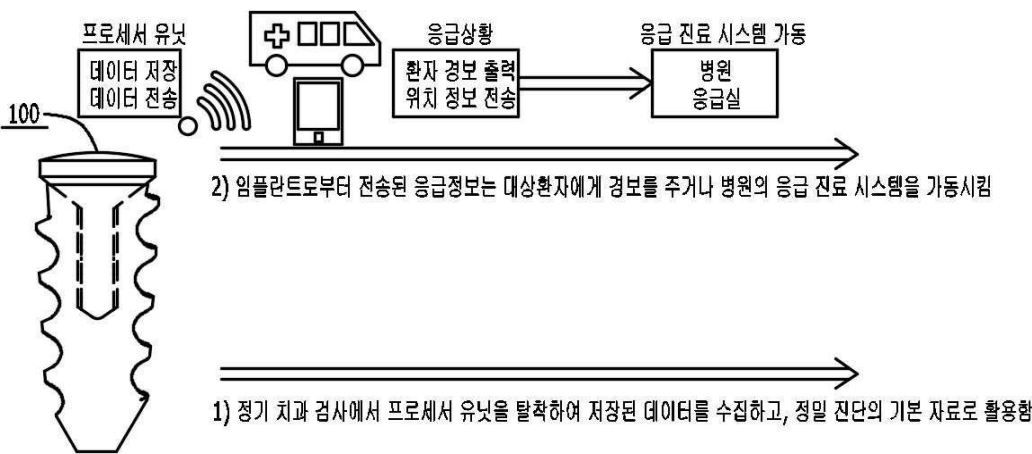 프로세서 유닛
응급상황
응급 진료 시스템 가동
데이터 저장
데이터 전송
환자 경보 출력
위치 정보 전송
병원
응급실
100
2) 임플란트로부터 전송된 응급정보는 대상환자에게 경보를 주거나 병원의 응급 진료 시스템을 가동시킴
1) 정기 치과 검사에서 프로세서 유닛을 탈착하여 저장된 데이터를 수집하고, 정밀 진단의 기본 자료로 활용함